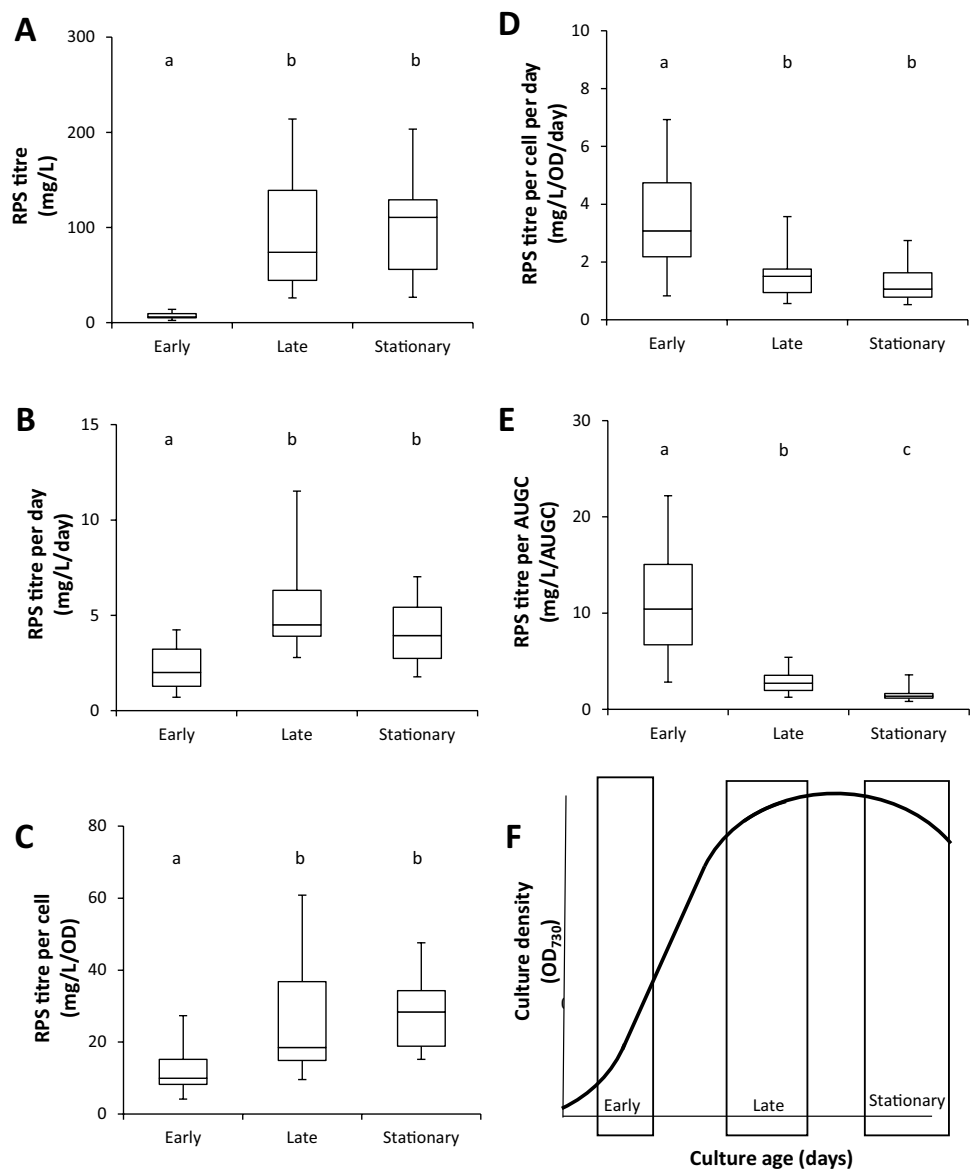 A
RPS titre
(mg/L)
300
200
100
0
a b b
Early Late Stationary
B
RPS titre per day
(mg/L/day)
15
10
5
0
a b b
Early Late Stationary
C
RPS titre per cell
(mg/L/OD)
80
60
40
20
0
a b b
Early Late Stationary
D
RPS titre per cell per day
(mg/L/OD/day)
10
8
6
4
2
0
a b b
Early Late Stationary
E
RPS titre per AUGC
(mg/L/AUGC)
30
20
10
0
a b c
Early Late Stationary
F
Culture density
(OD730)
Early Late Stationary
Culture age (days)